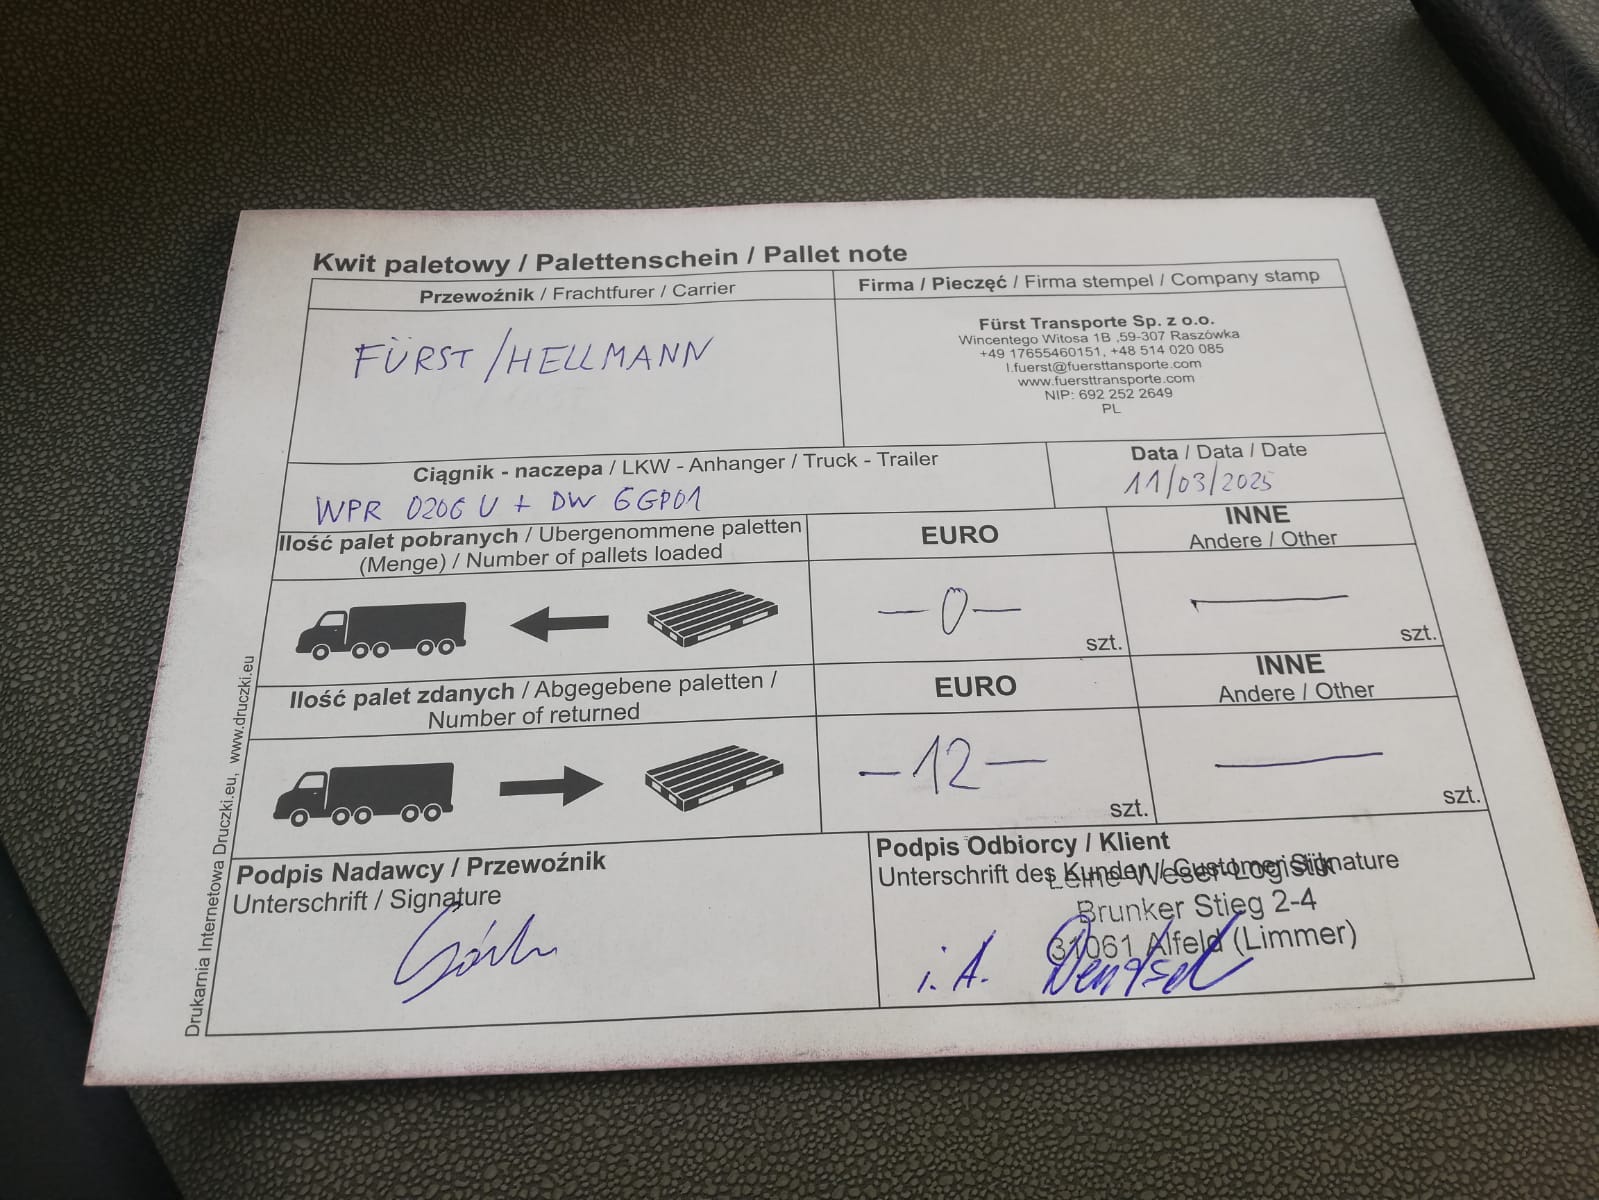 Kwit paletowy / Palettenschein / Pallet note
Przewoźnik / Frachtfurer / Carrier
FÜRST/HELLMANN
Firma / Pieczęć / Firma stempel / Company stamp
Fürst Transporte Sp. z o.o.
Wincentego Witosa 1B ,59-307 Raszówka
+49 17655460151, +48 514 020 085
l.fuerst@fuersttransporte.com
www.fuersttransporte.com
NIP: 692 252 2649
PL
Ciągnik - naczepa / LKW - Anhanger / Truck - Trailer
WPR 0206 U + DW 6GP01
Data / Data / Date
11/03/2025
Ilość palet pobranych / Ubergenommene paletten
(Menge) / Number of pallets loaded
EURO
INNE
Andere / Other
—0—
szt.
szt.
Ilość palet zdanych / Abgegebene paletten /
Number of returned
EURO
INNE
Andere / Other
—12—
szt.
szt.
Podpis Nadawcy / Przewoźnik
Unterschrift / Signature
Podpis Odbiorcy / Klient
Unterschrift des Kunden / Customer Signature
Leine Weser Logistik
Brunker Stieg 2-4
31061 Alfeld (Limmer)
i. A.
Drukarnia Internetowa Druczki.eu, www.druczki.eu